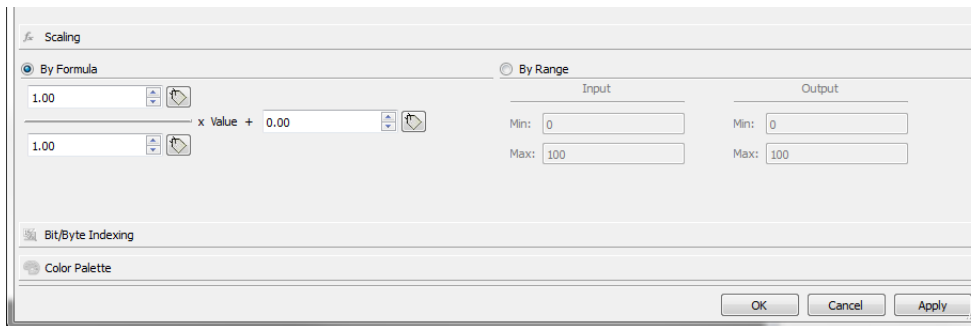 Scaling
By Formula
By Range
1.00
x Value + 0.00
1.00
Input
Output
Min: 0
Min: 0
Max: 100
Max: 100
Bit/Byte Indexing
Color Palette
OK
Cancel
Apply